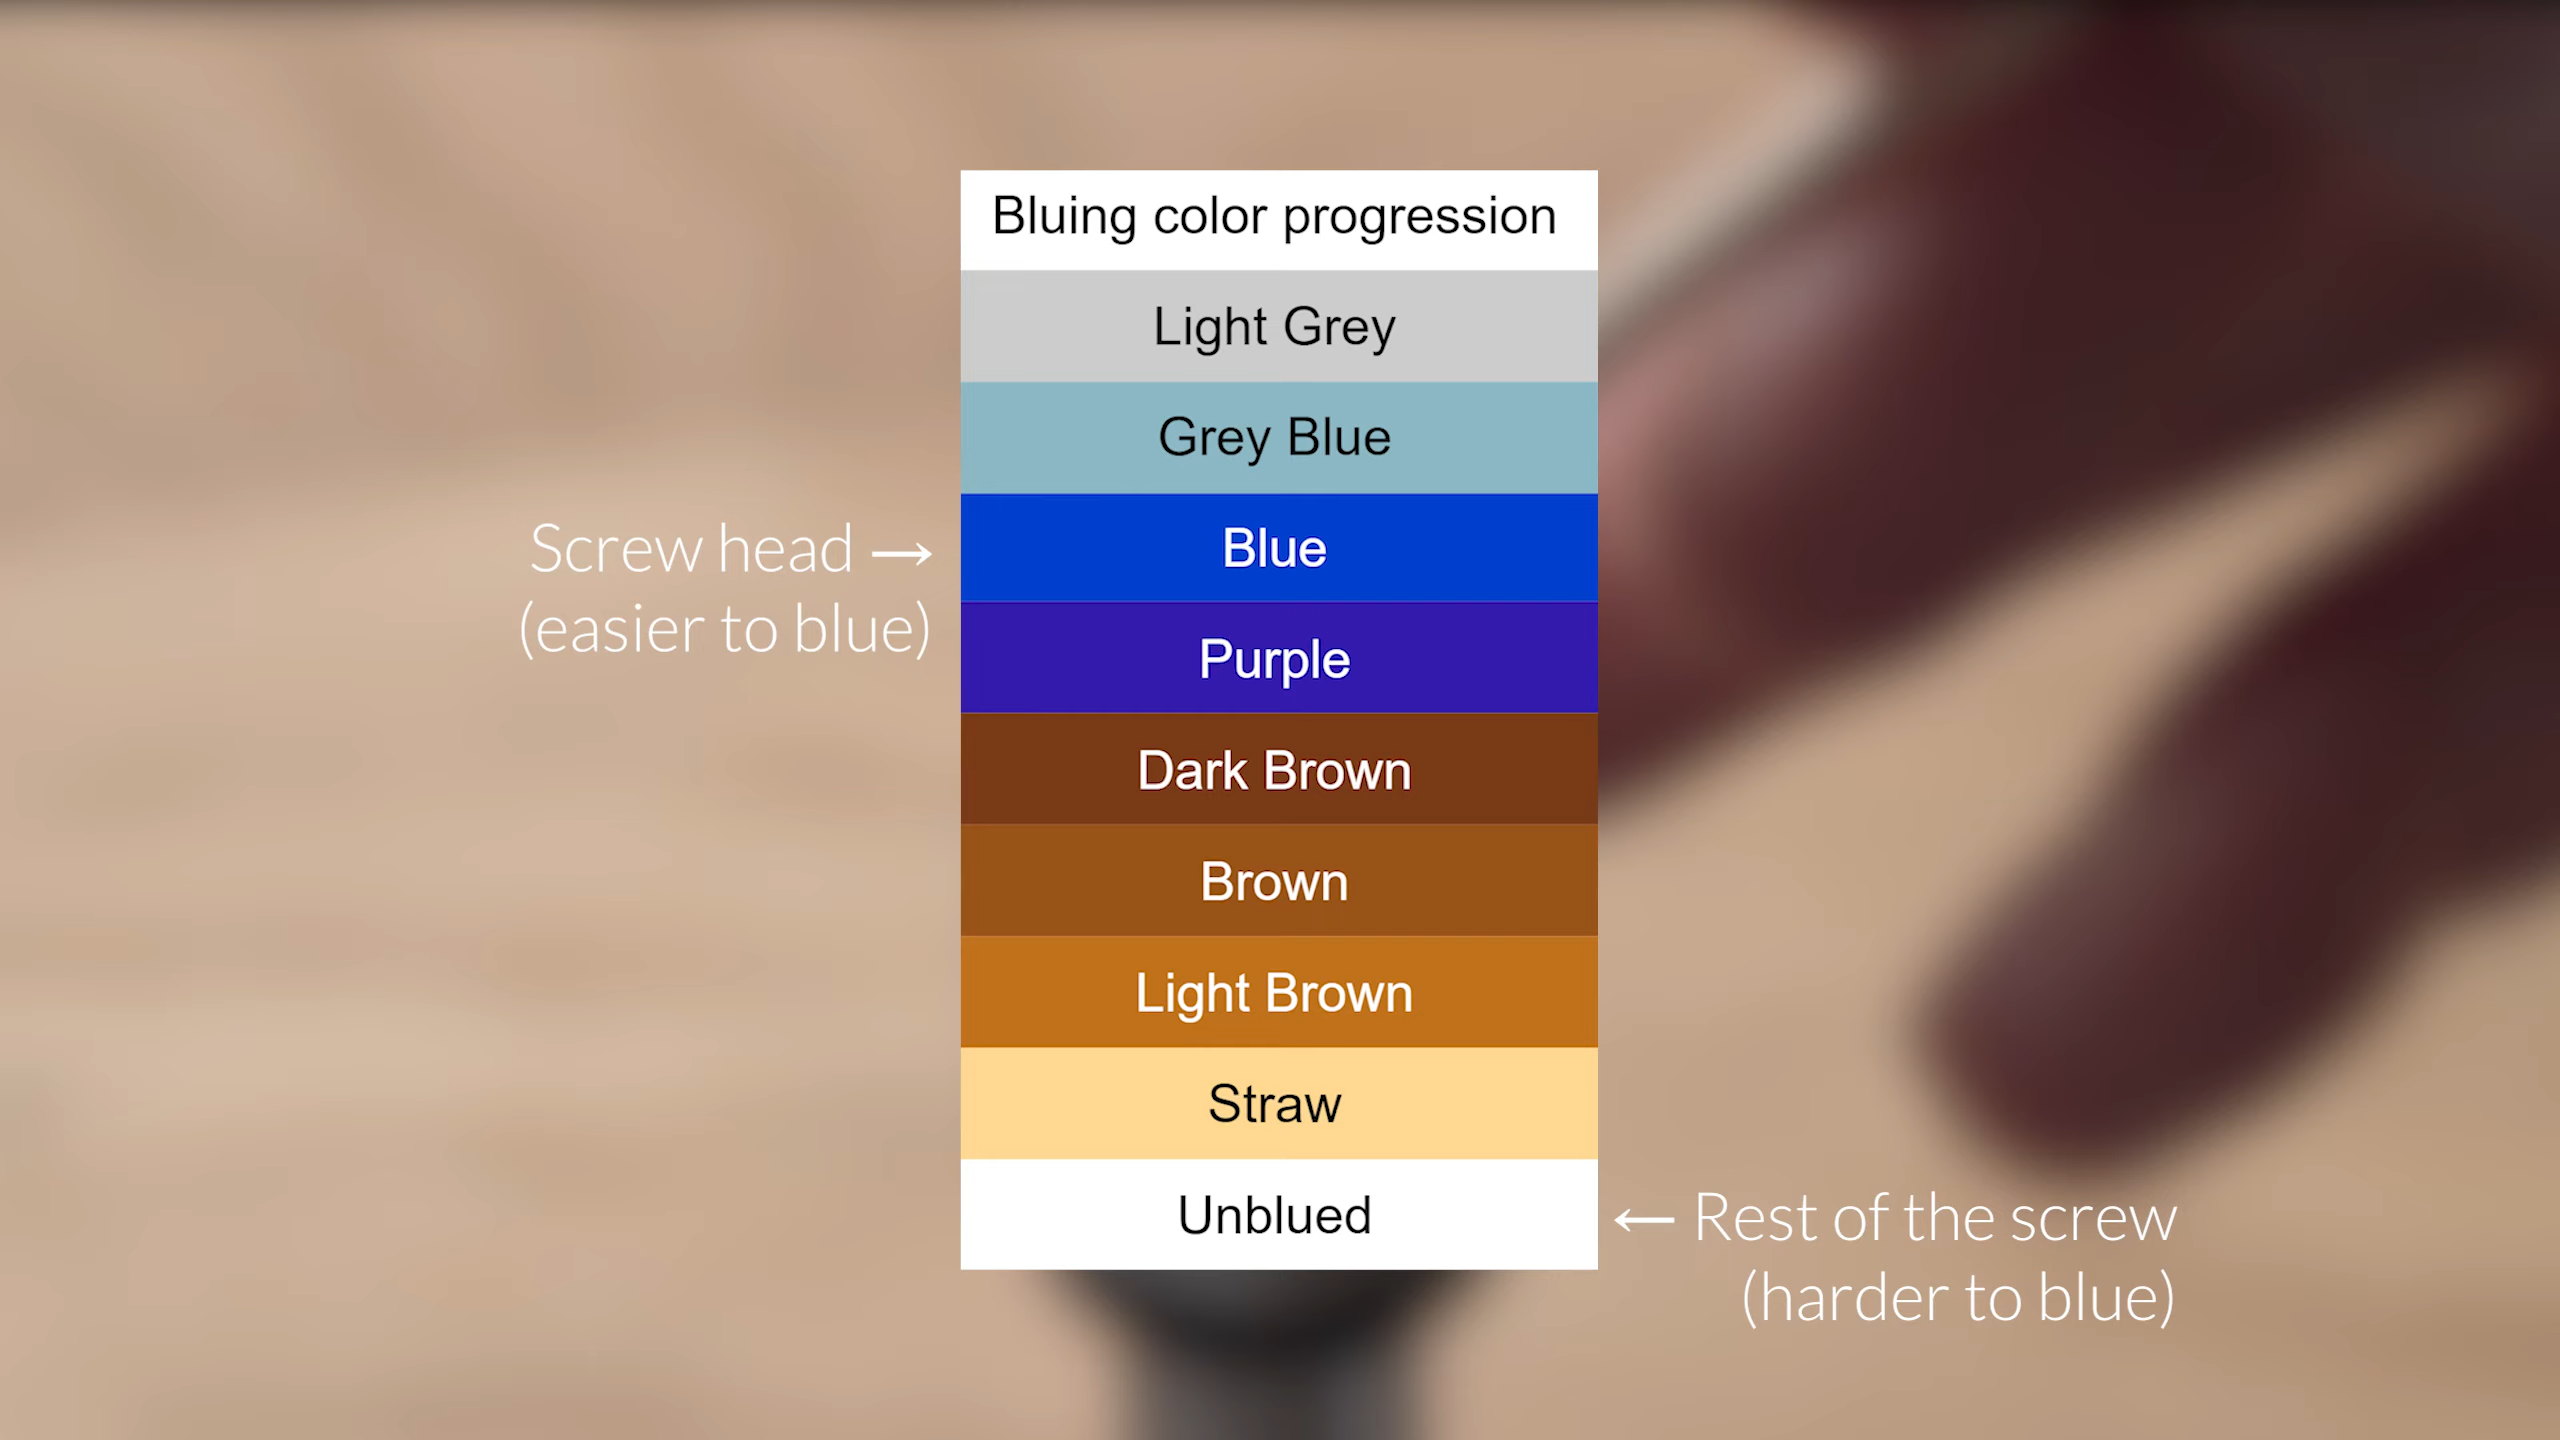 Bluing color progression
Light Grey
Grey Blue
Screw head →
(easier to blue)
Blue
Purple
Dark Brown
Brown
Light Brown
Straw
Unblued
← Rest of the screw
(harder to blue)